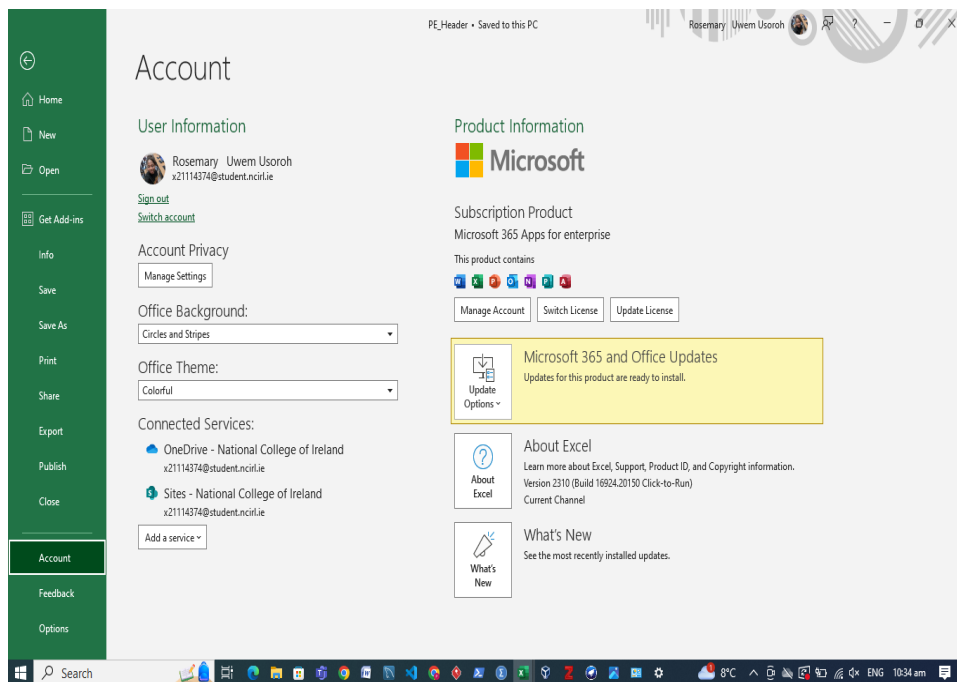 PE_Header • Saved to this PC
Rosemary Uwem Usoroh
?
Home
New
Open
Get Add-ins
Info
Save
Save As
Print
Share
Export
Publish
Close
Account
Feedback
Options
Account
User Information
Rosemary Uwem Usoroh
x21114374@student.ncirl.ie
Sign out
Switch account
Account Privacy
Manage Settings
Office Background:
Circles and Stripes
Office Theme:
Colorful
Connected Services:
OneDrive - National College of Ireland
x21114374@student.ncirl.ie
Sites - National College of Ireland
x21114374@student.ncirl.ie
Add a service
Product Information
Microsoft
Subscription Product
Microsoft 365 Apps for enterprise
This product contains
Manage Account
Switch License
Update License
Update
Options
Microsoft 365 and Office Updates
Updates for this product are ready to install.
About
Excel
About Excel
Learn more about Excel, Support, Product ID, and Copyright information.
Version 2310 (Build 16924.20150 Click-to-Run)
Current Channel
What's
New
What's New
See the most recently installed updates.
Search
8°C
ENG
10:34 am